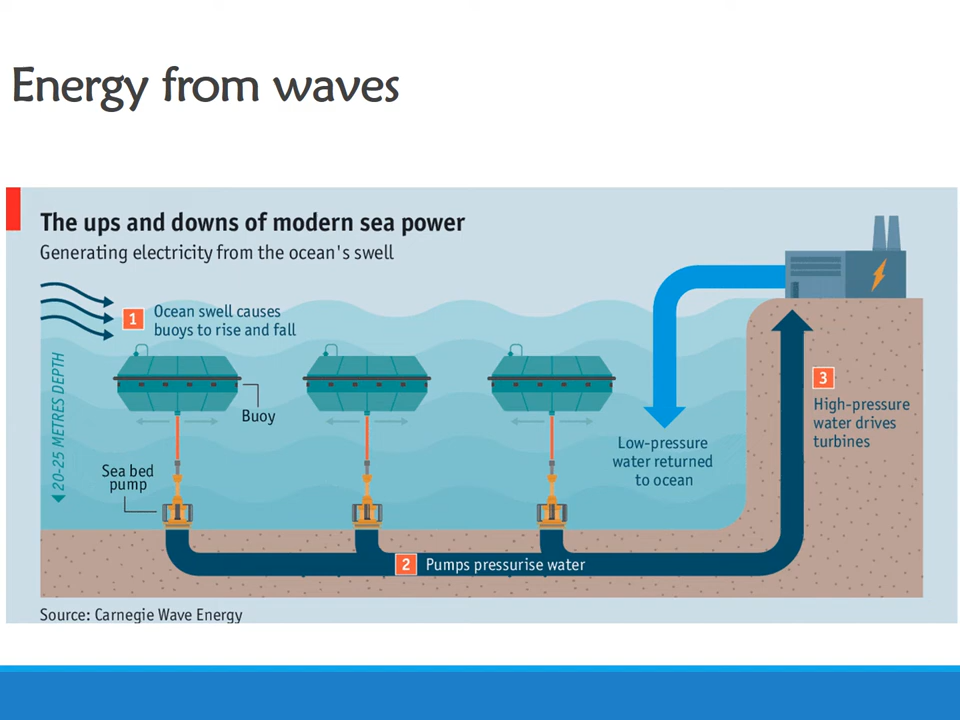 Energy from waves
The ups and downs of modern sea power
Generating electricity from the ocean's swell
1
Ocean swell causes
buoys to rise and fall
20-25 METRES DEPTH
Buoy
Sea bed
pump
2
Pumps pressurise water
3
High-pressure
water drives
turbines
Low-pressure
water returned
to ocean
Source: Carnegie Wave Energy